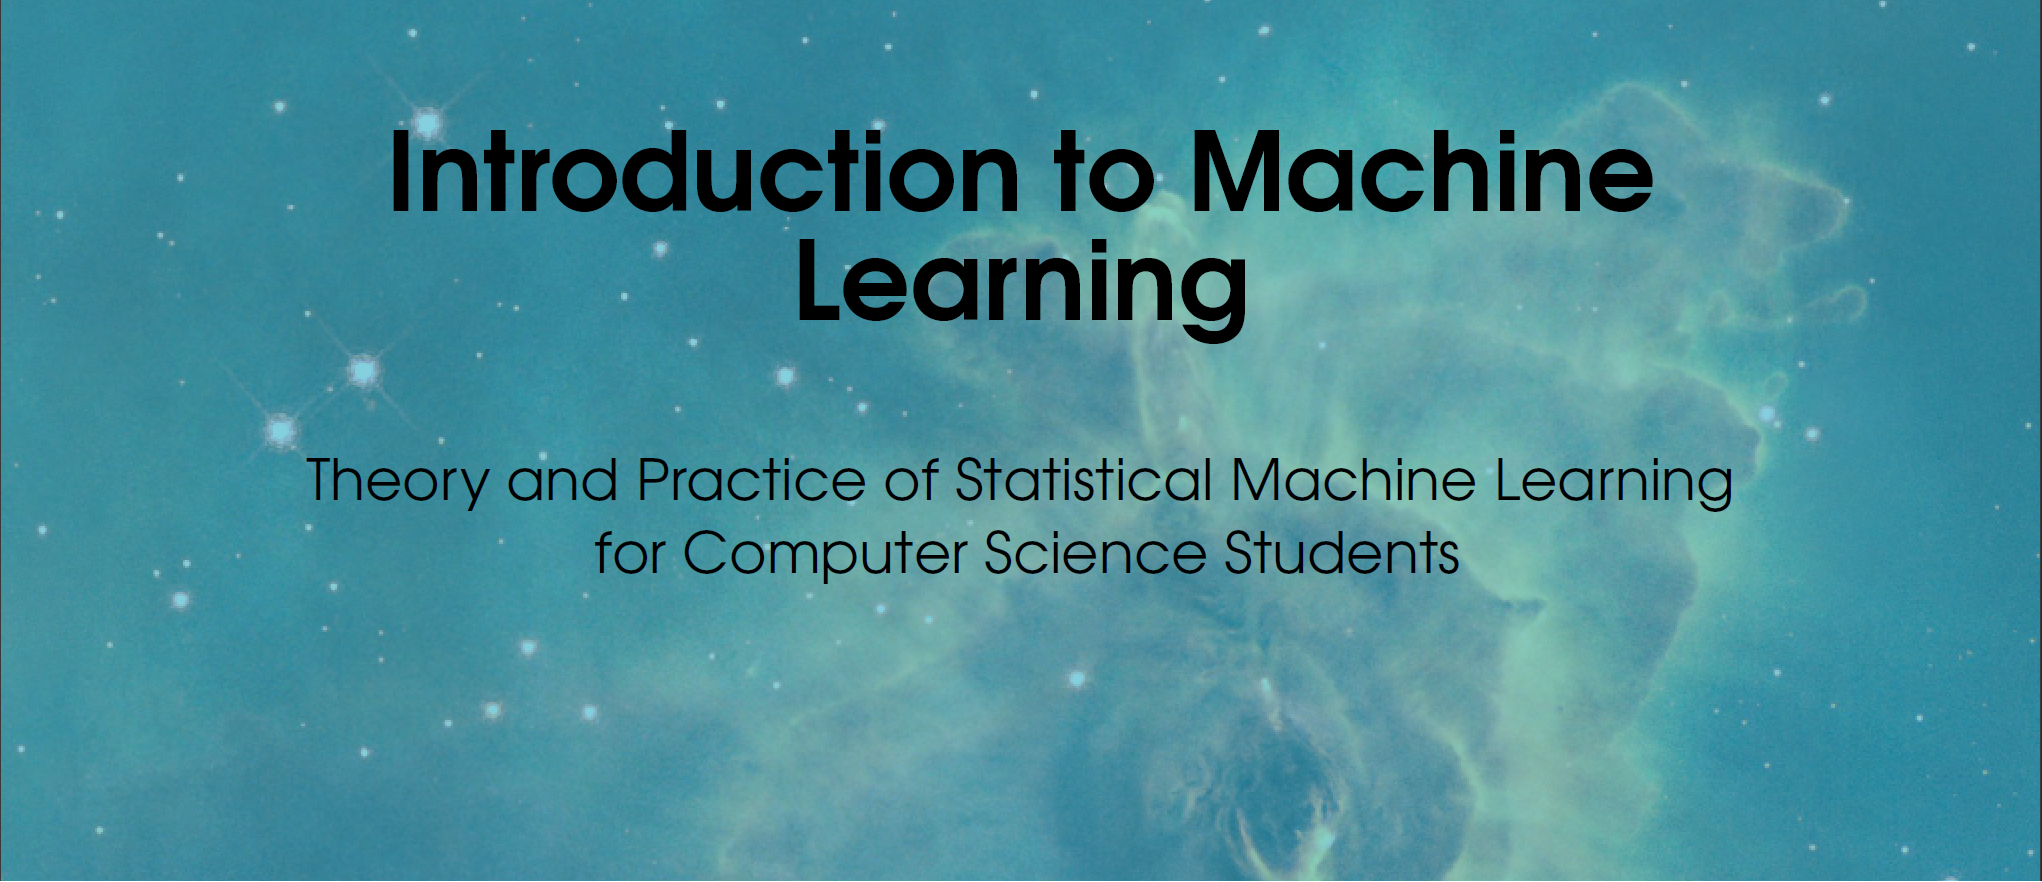 Introduction to Machine
Learning
Theory and Practice of Statistical Machine Learning
for Computer Science Students